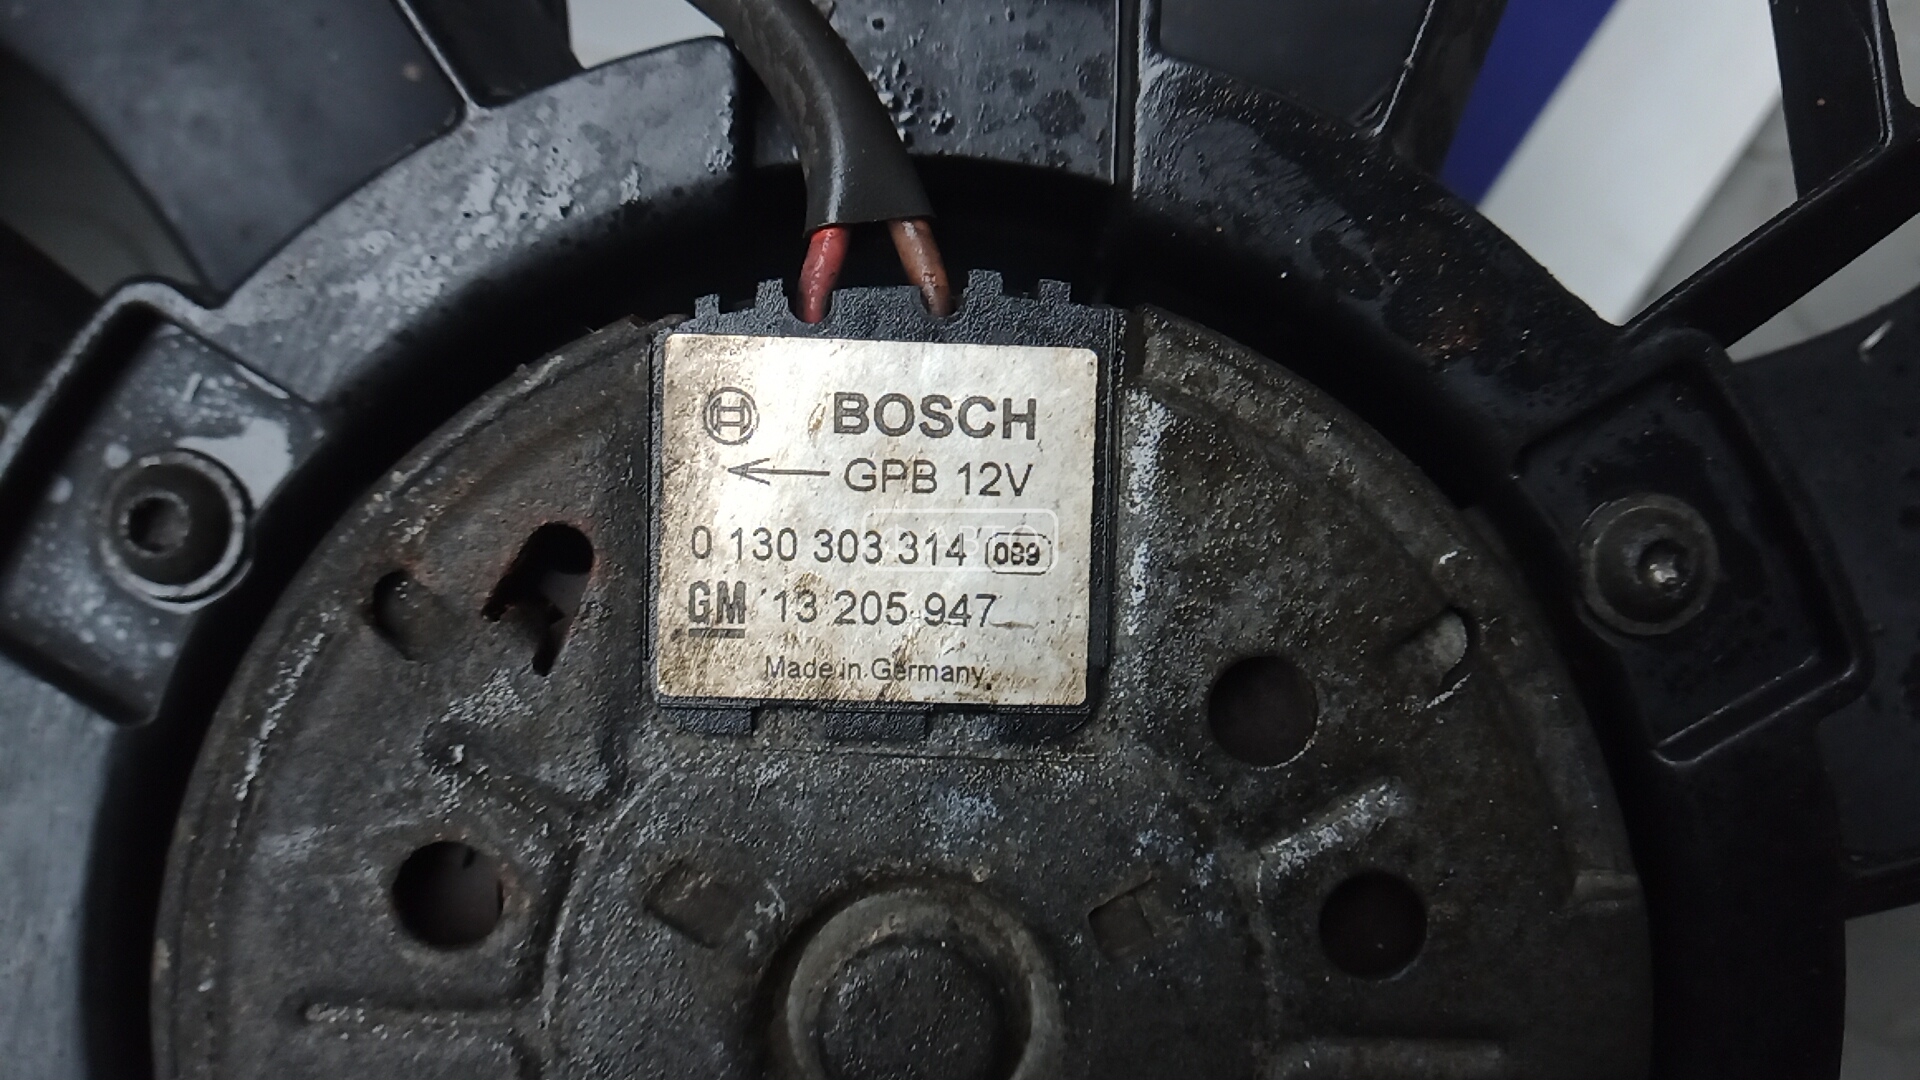 BOSCH
GPB 12V
0 130 303 314 089
GM 13 205 947
Made in Germany